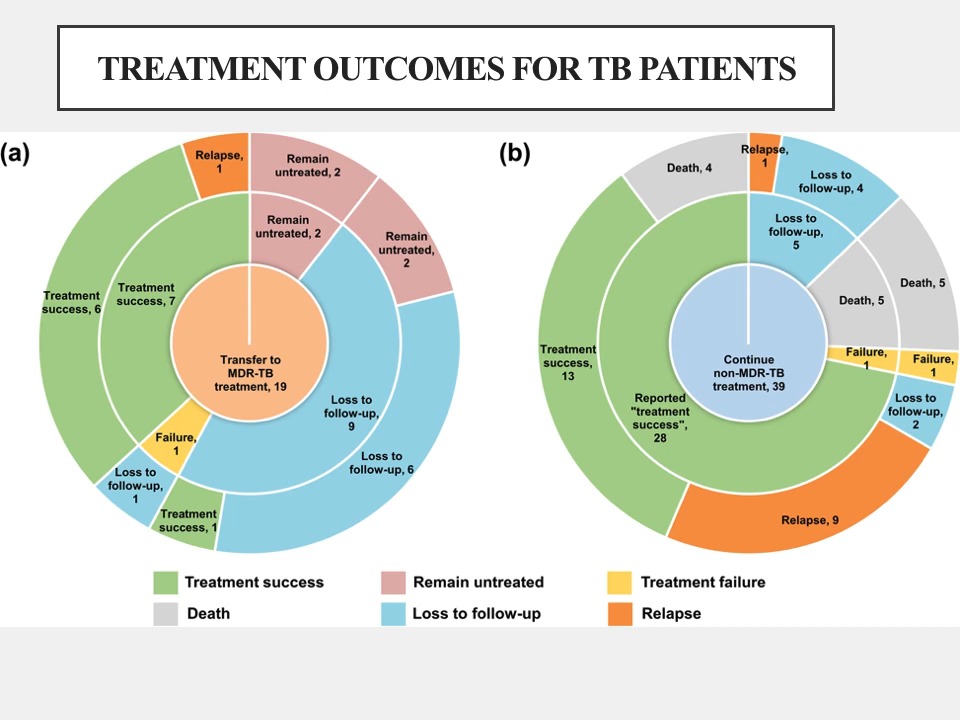 TREATMENT OUTCOMES FOR TB PATIENTS
(a)
Relapse,
1
Remain
untreated, 2
Remain
untreated, 2
Remain
untreated,
2
Treatment
success, 7
Treatment
success, 6
Transfer to
MDR-TB
treatment, 19
Loss to
follow-up,
9
Loss to
follow-up, 6
Failure,
1
Loss to
follow-up,
1
Treatment
success, 1
(b)
Relapse,
1
Death, 4
Loss to
follow-up, 4
Loss to
follow-up,
5
Death, 5
Death, 5
Failure,
1
Failure,
1
Treatment
success,
13
Continue
non-MDR-TB
treatment, 39
Reported
"treatment
success",
28
Loss to
follow-up,
2
Relapse, 9
Treatment success
Remain untreated
Treatment failure
Death
Loss to follow-up
Relapse